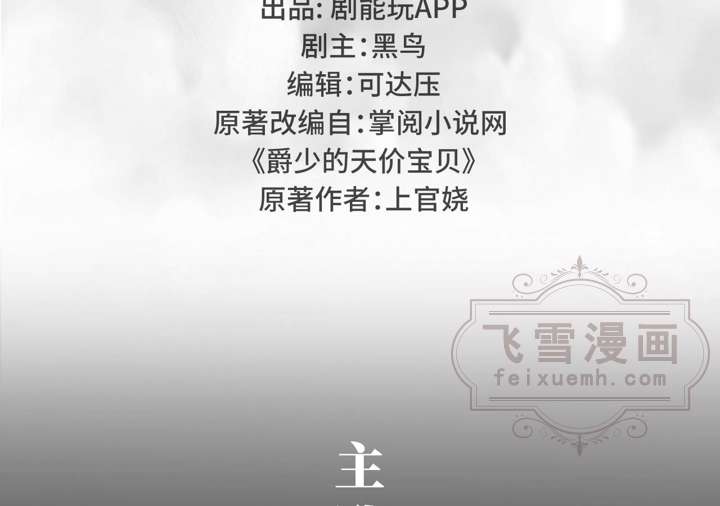 出品：剧能玩APP
剧主：黑鸟
编辑：可达压
原著改编自：掌阅小说网
《爵少的天价宝贝》
原著作者：上官娆
飞雪漫画
feixuemh.com
主